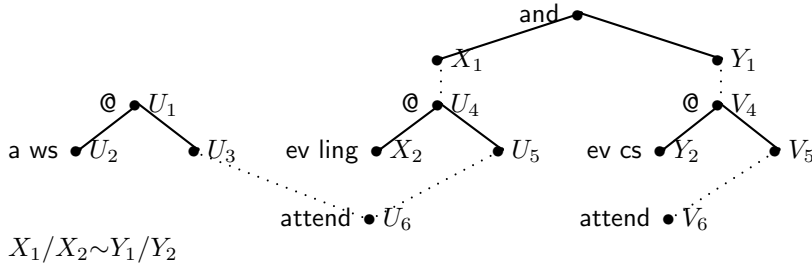 and
X₁ Y₁
@ U₁ @ U₄ @ V₄
a ws U₂ U₃ ev ling X₂ U₅ ev cs Y₂ V₅
attend U₆ attend V₆
X₁/X₂~Y₁/Y₂